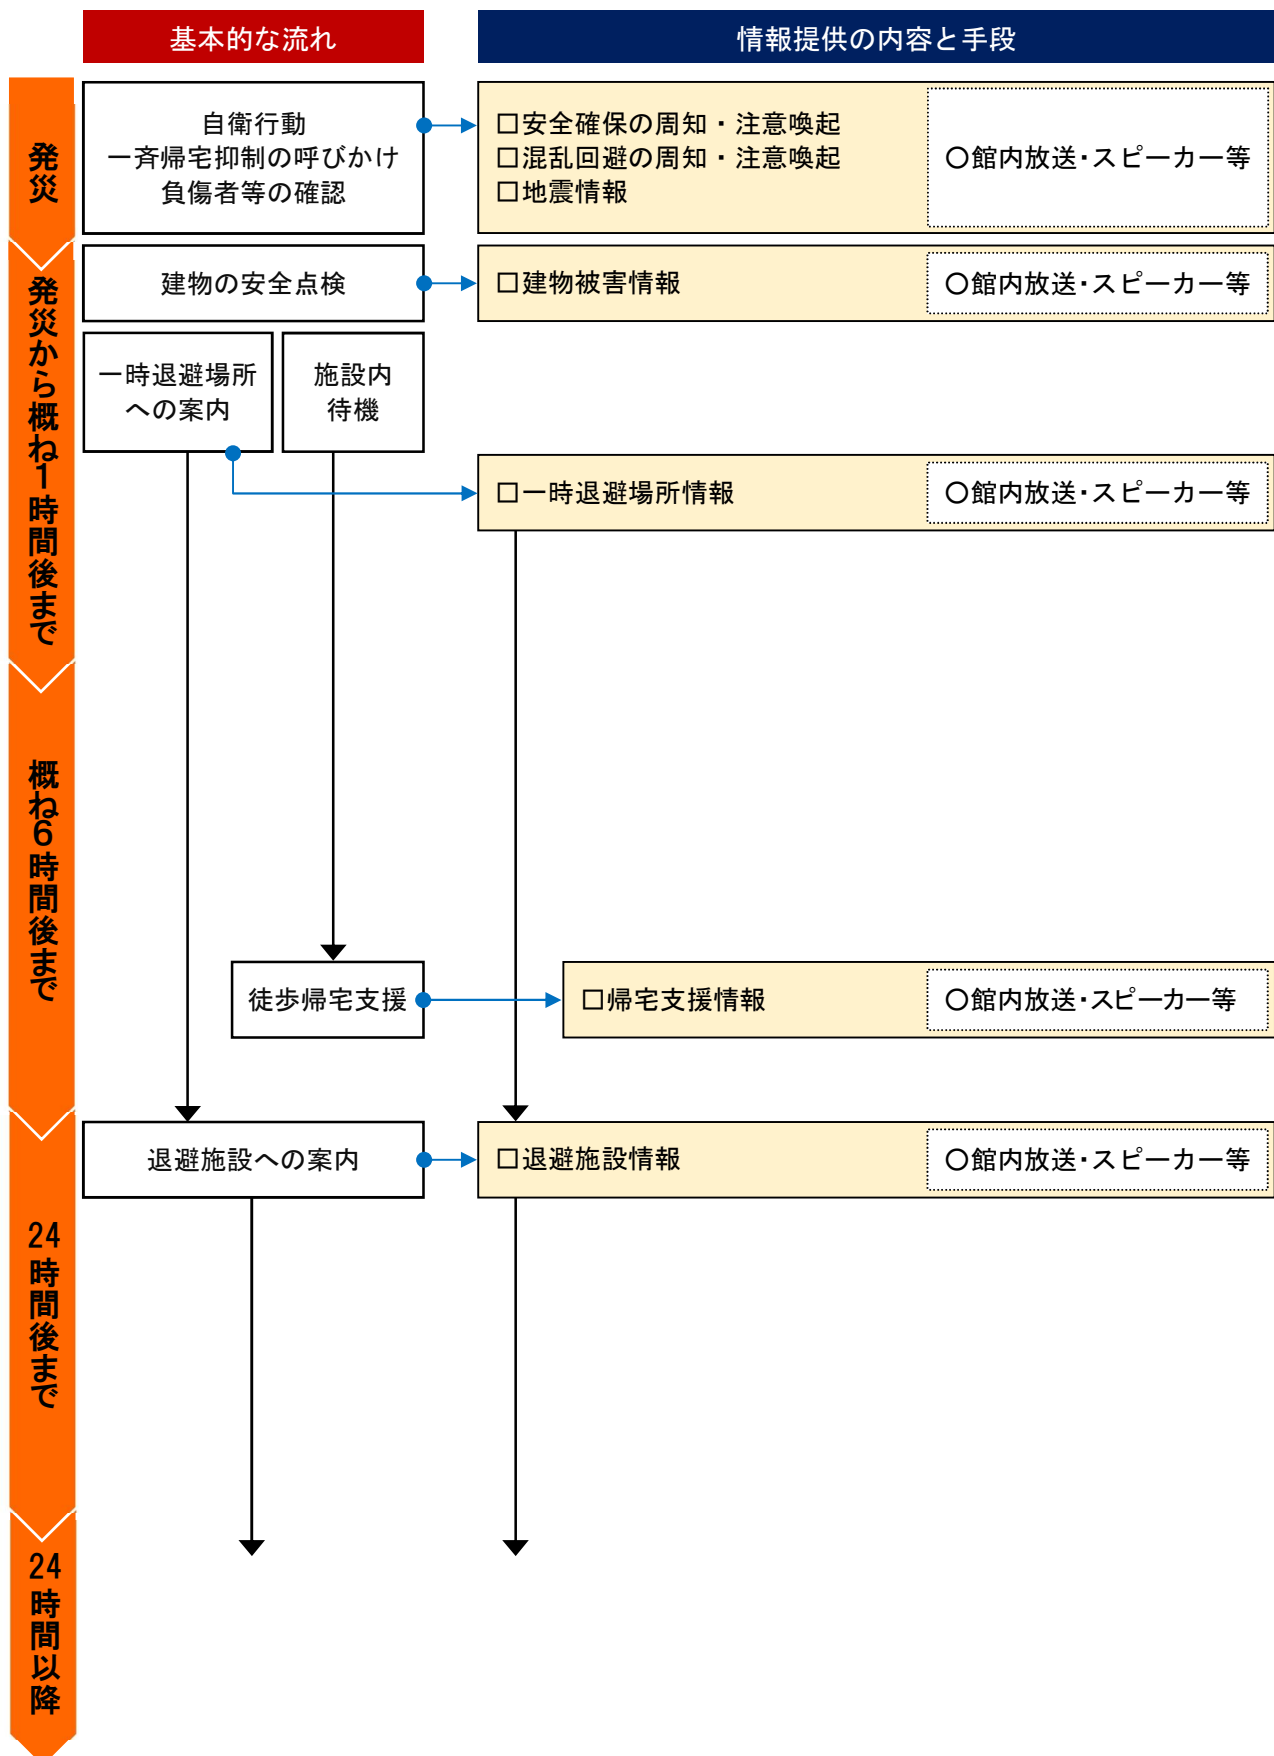 基本的な流れ
情報提供の内容と手段
発災
自衛行動
一斉帰宅抑制の呼びかけ
負傷者等の確認
□安全確保の周知・注意喚起
□混乱回避の周知・注意喚起
□地震情報
○館内放送・スピーカー等
発災から概ね1時間後まで
建物の安全点検
□建物被害情報
○館内放送・スピーカー等
一時退避場所
への案内
施設内
待機
□一時退避場所情報
○館内放送・スピーカー等
概ね6時間後まで
徒歩帰宅支援
□帰宅支援情報
○館内放送・スピーカー等
24時間後まで
退避施設への案内
□退避施設情報
○館内放送・スピーカー等
24時間以降